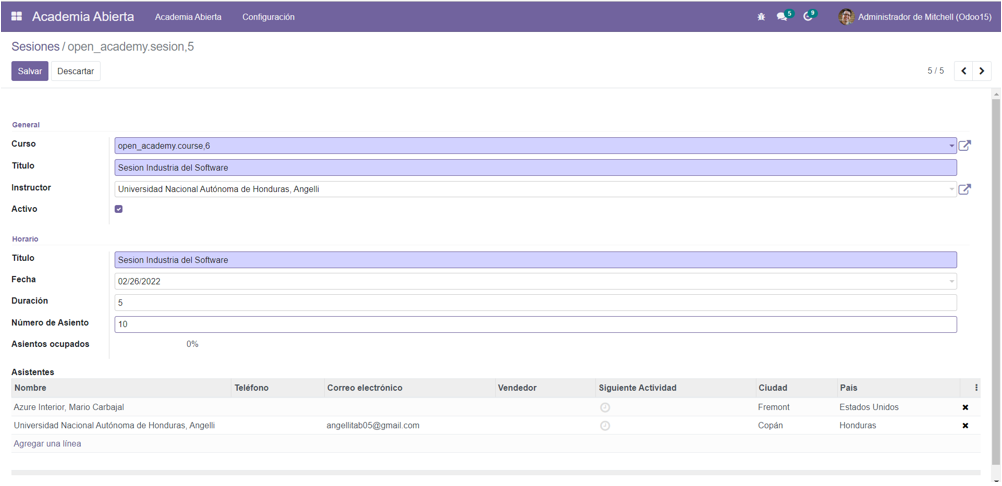 Academia Abierta Academia Abierta Configuración 5 9 Administrador de Mitchell (Odoo15)
Sesiones / open_academy.sesion,5
Salvar Descartar 5 / 5
General
Curso open_academy.course,6
Titulo Sesion Industria del Software
Instructor Universidad Nacional Autónoma de Honduras, Angelli
Activo
Horario
Titulo Sesion Industria del Software
Fecha 02/26/2022
Duración 5
Número de Asiento 10
Asientos ocupados 0%
Asistentes
Nombre Teléfono Correo electrónico Vendedor Siguiente Actividad Ciudad País
Azure Interior, Mario Carbajal Fremont Estados Unidos
Universidad Nacional Autónoma de Honduras, Angelli angellitab05@gmail.com Copán Honduras
Agregar una línea